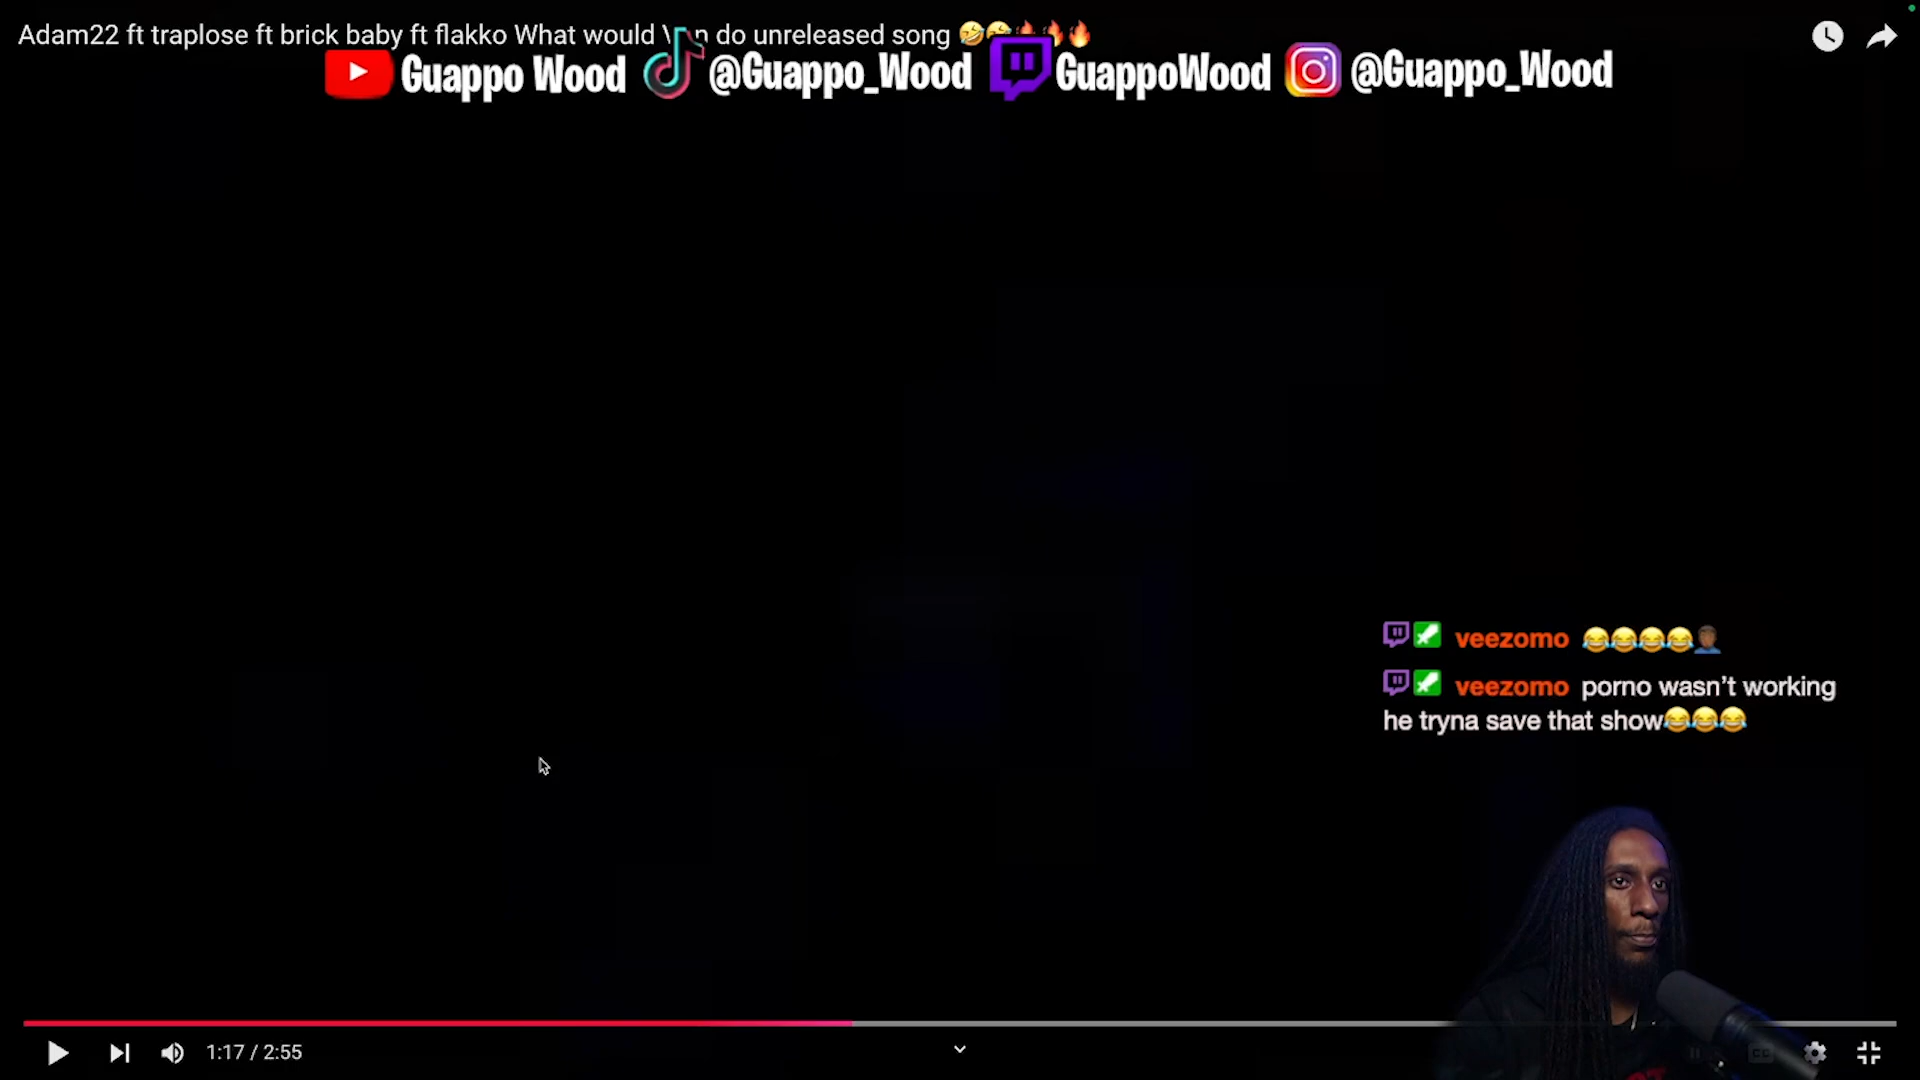 Adam22 ft traplose ft brick baby ft flakko What would do unreleased song 🤣🤣🔥🔥🔥
Guappo Wood @Guappo_Wood GuappoWood @Guappo_Wood
veezomo 😂😂😂😂🤦🏾‍♂️
veezomo porno wasn't working
he tryna save that show😂😂😂
1:17 / 2:55
CC